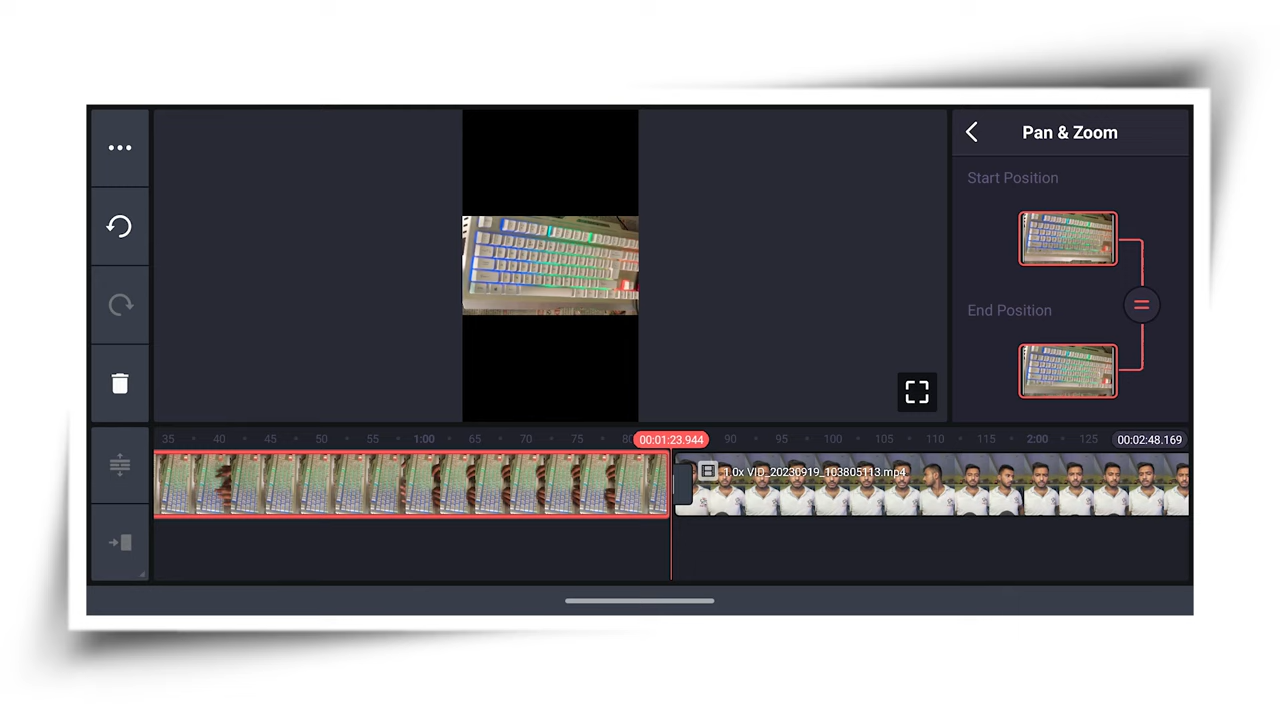 Pan & Zoom
Start Position
End Position
35 40 45 50 55 1:00 65 70 75 80 00:01:23.944 90 95 100 105 110 115 2:00 125 00:02:48.169
1.0x VID_20230919_103805113.mp4